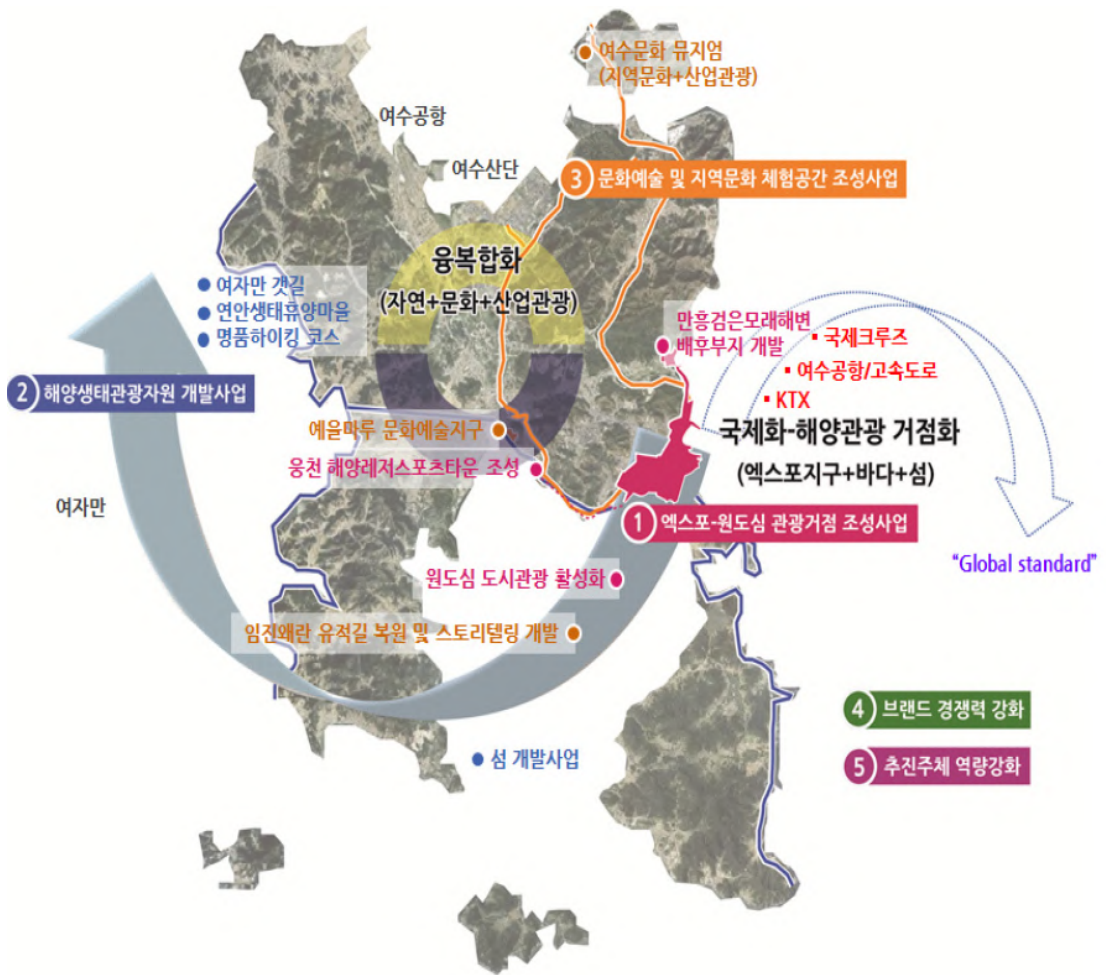 여수문화 뮤지엄
(지역문화+산업관광)
여수공항
여수산단
3 문화예술 및 지역문화 체험공간 조성사업
융복합화
(자연+문화+산업관광)
여자만 갯길
연안생태휴양마을
명품하이킹 코스
만흥검은모래해변
배후부지 개발
국제크루즈
여수공항/고속도로
KTX
2 해양생태관광자원 개발사업
예울마루 문화예술지구
국제화-해양관광 거점화
(엑스포지구+바다+섬)
웅천 해양레저스포츠타운 조성
여자만
1 엑스포-원도심 관광거점 조성사업
"Global standard"
원도심 도시관광 활성화
임진왜란 유적길 복원 및 스토리텔링 개발
4 브랜드 경쟁력 강화
섬 개발사업
5 추진주체 역량강화